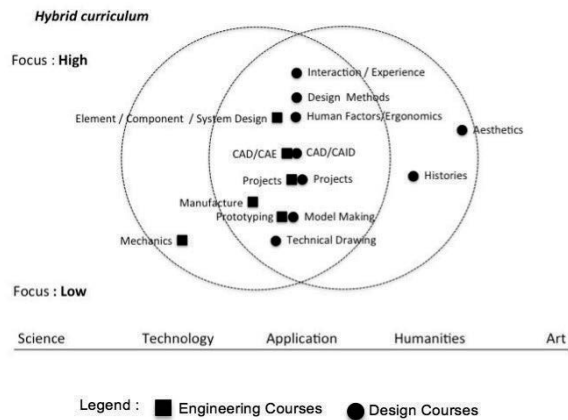 Hybrid curriculum
Focus : High
Interaction / Experience
Design Methods
Element / Component / System Design
Human Factors/Ergonomics
Aesthetics
CAD/CAE
CAD/CAID
Projects
Projects
Histories
Manufacture
Prototyping
Model Making
Mechanics
Technical Drawing
Focus : Low
Science Technology Application Humanities Art
Legend : Engineering Courses Design Courses